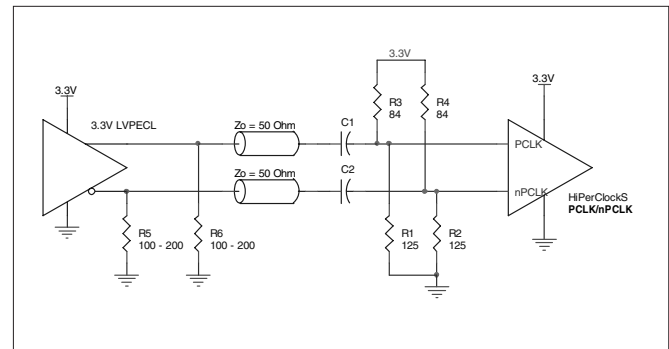 3.3V
3.3V LVPECL
Zo = 50 Ohm
C1
Zo = 50 Ohm
C2
R5
100 - 200
R6
100 - 200
3.3V
R3
84
R4
84
R1
125
R2
125
3.3V
PCLK
nPCLK
HiPerClockS
PCLK/nPCLK